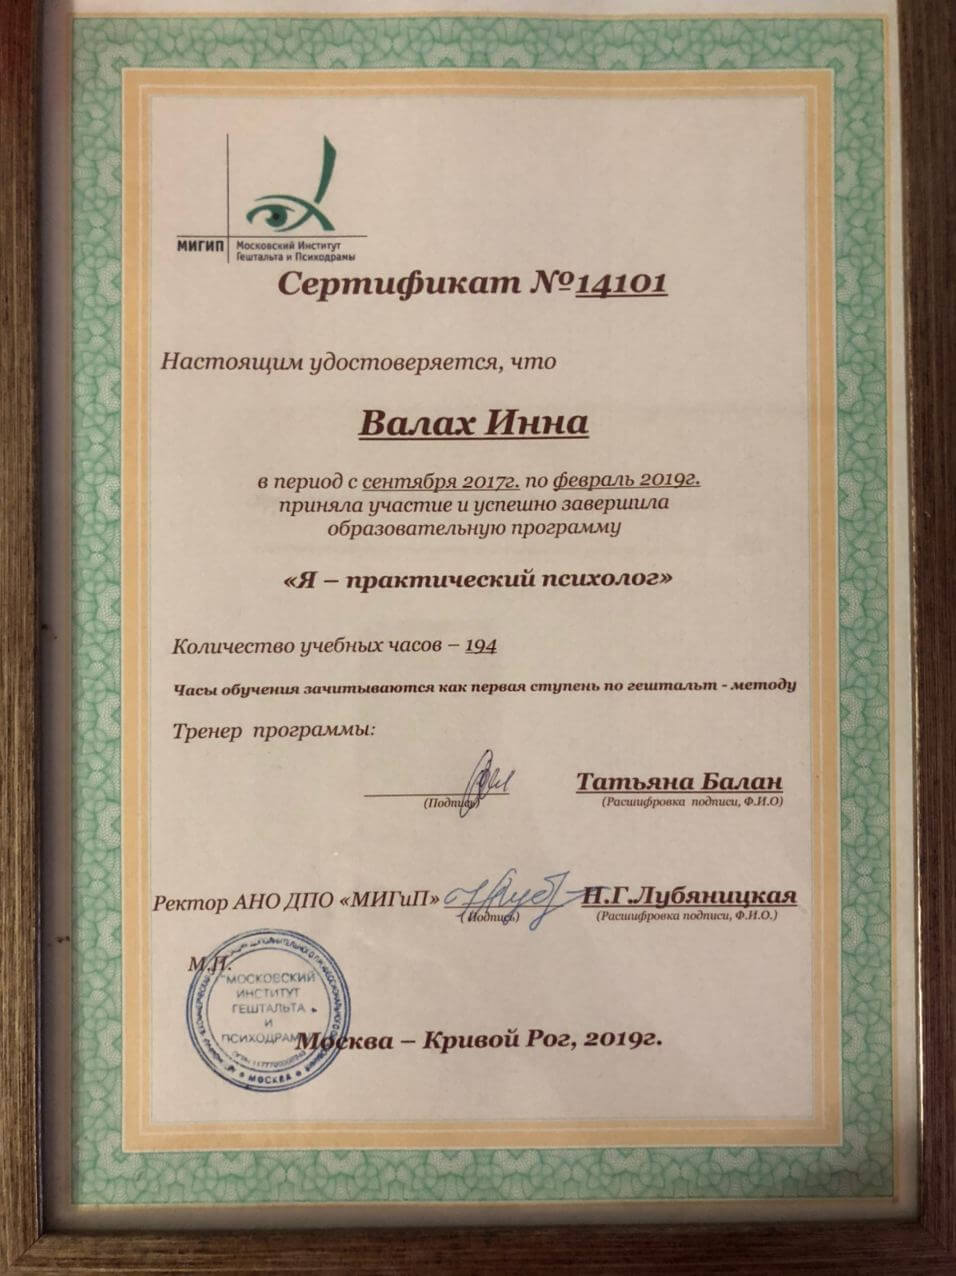 МИГИП
Московский Институт
Гештальта и Психодрамы
Сертификат №14101
Настоящим удостоверяется, что
Валах Инна
в период с сентября 2017г. по февраль 2019г.
приняла участие и успешно завершила
образовательную программу
«Я – практический психолог»
Количество учебных часов – 194
Часы обучения зачитываются как первая ступень по гештальт - методу
Тренер программы:
Татьяна Балан
(Подпись)
(Расшифровка подписи, Ф.И.О)
Ректор АНО ДПО «МИГиП»
Н.Г.Лубяницкая
(Подпись)
(Расшифровка подписи, Ф.И.О.)
М.П.
"МОСКОВСКИЙ
ИНСТИТУТ
ГЕШТАЛЬТА
И
ПСИХОДРАМЫ"
МОСКВА
Москва – Кривой Рог, 2019г.